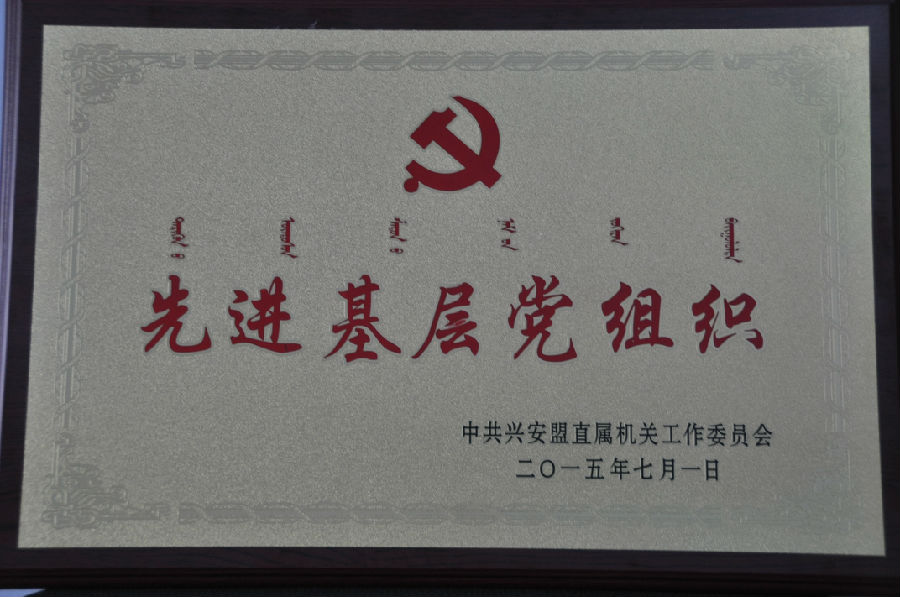 先进基层党组织
中共兴安盟直属机关工作委员会
二〇一五年七月一日